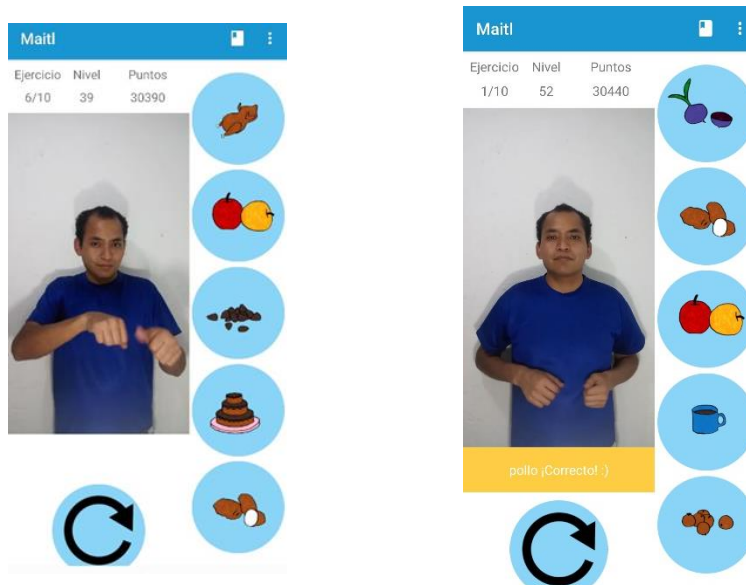 Maitl
Ejercicio Nivel Puntos
6/10 39 30390
Maitl
Ejercicio Nivel Puntos
1/10 52 30440
pollo ¡Correcto! :)